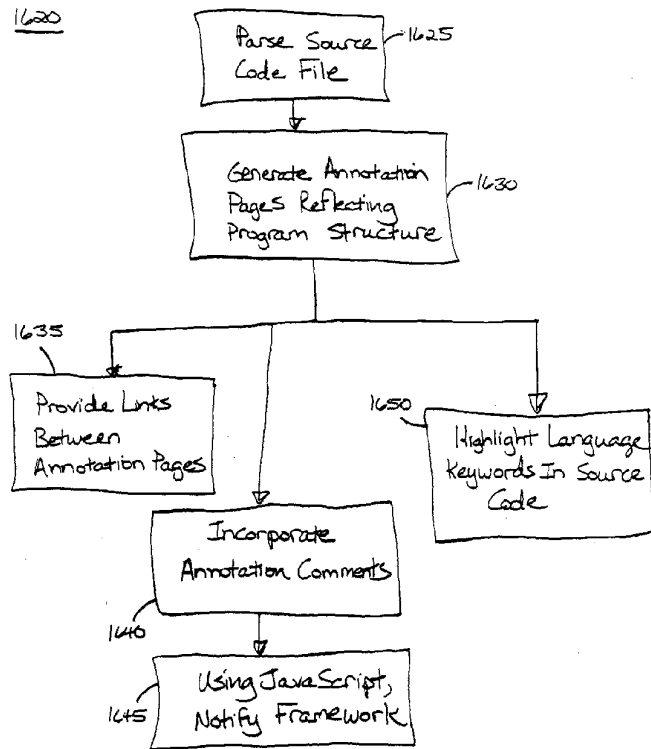 1620
Parse Source
Code File
1625
Generate Annotation
Pages Reflecting
Program Structure
1630
1635
Provide Links
Between
Annotation Pages
1650
Highlight Language
Keywords In Source
Code
Incorporate
Annotation Comments
1640
Using JavaScript,
Notify Framework
1645